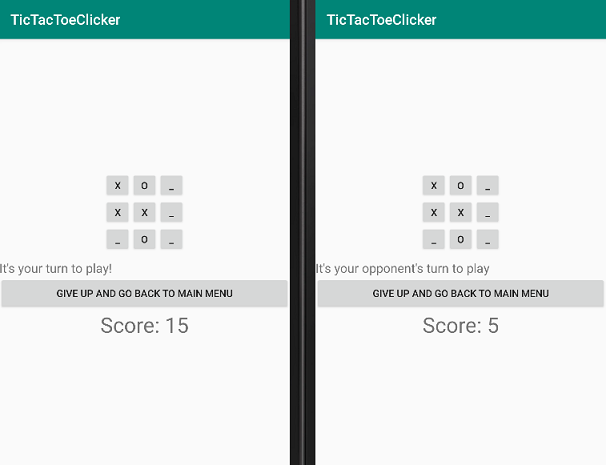 TicTacToeClicker
X O _
X X _
_ O _
It's your turn to play!
GIVE UP AND GO BACK TO MAIN MENU
Score: 15
TicTacToeClicker
X O _
X X _
_ O _
It's your opponent's turn to play
GIVE UP AND GO BACK TO MAIN MENU
Score: 5